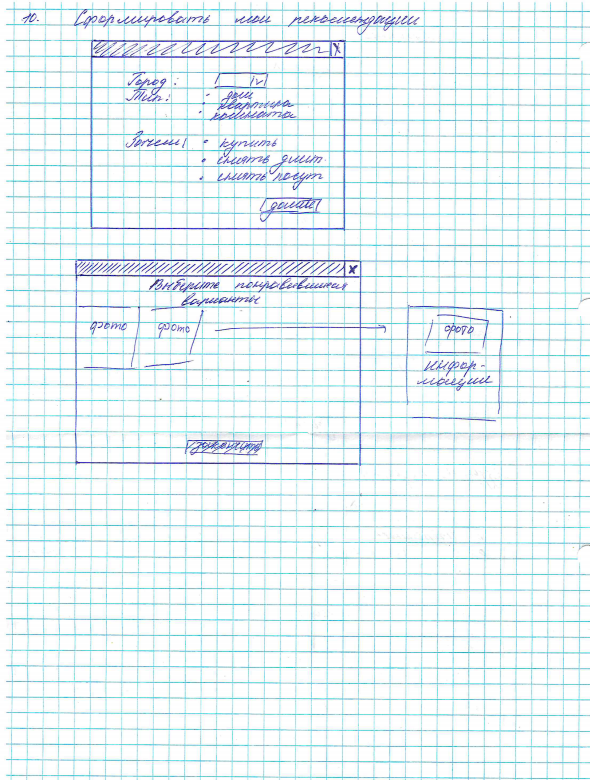 10. Сформировать мои рекомендации
X
Город: v
Тип: • дом
• квартира
• комната
Зачем: • купить
• снять длит.
• снять посут
далее
X
Выберите понравившиеся
варианты
фото фото
фото
инфор-
мация